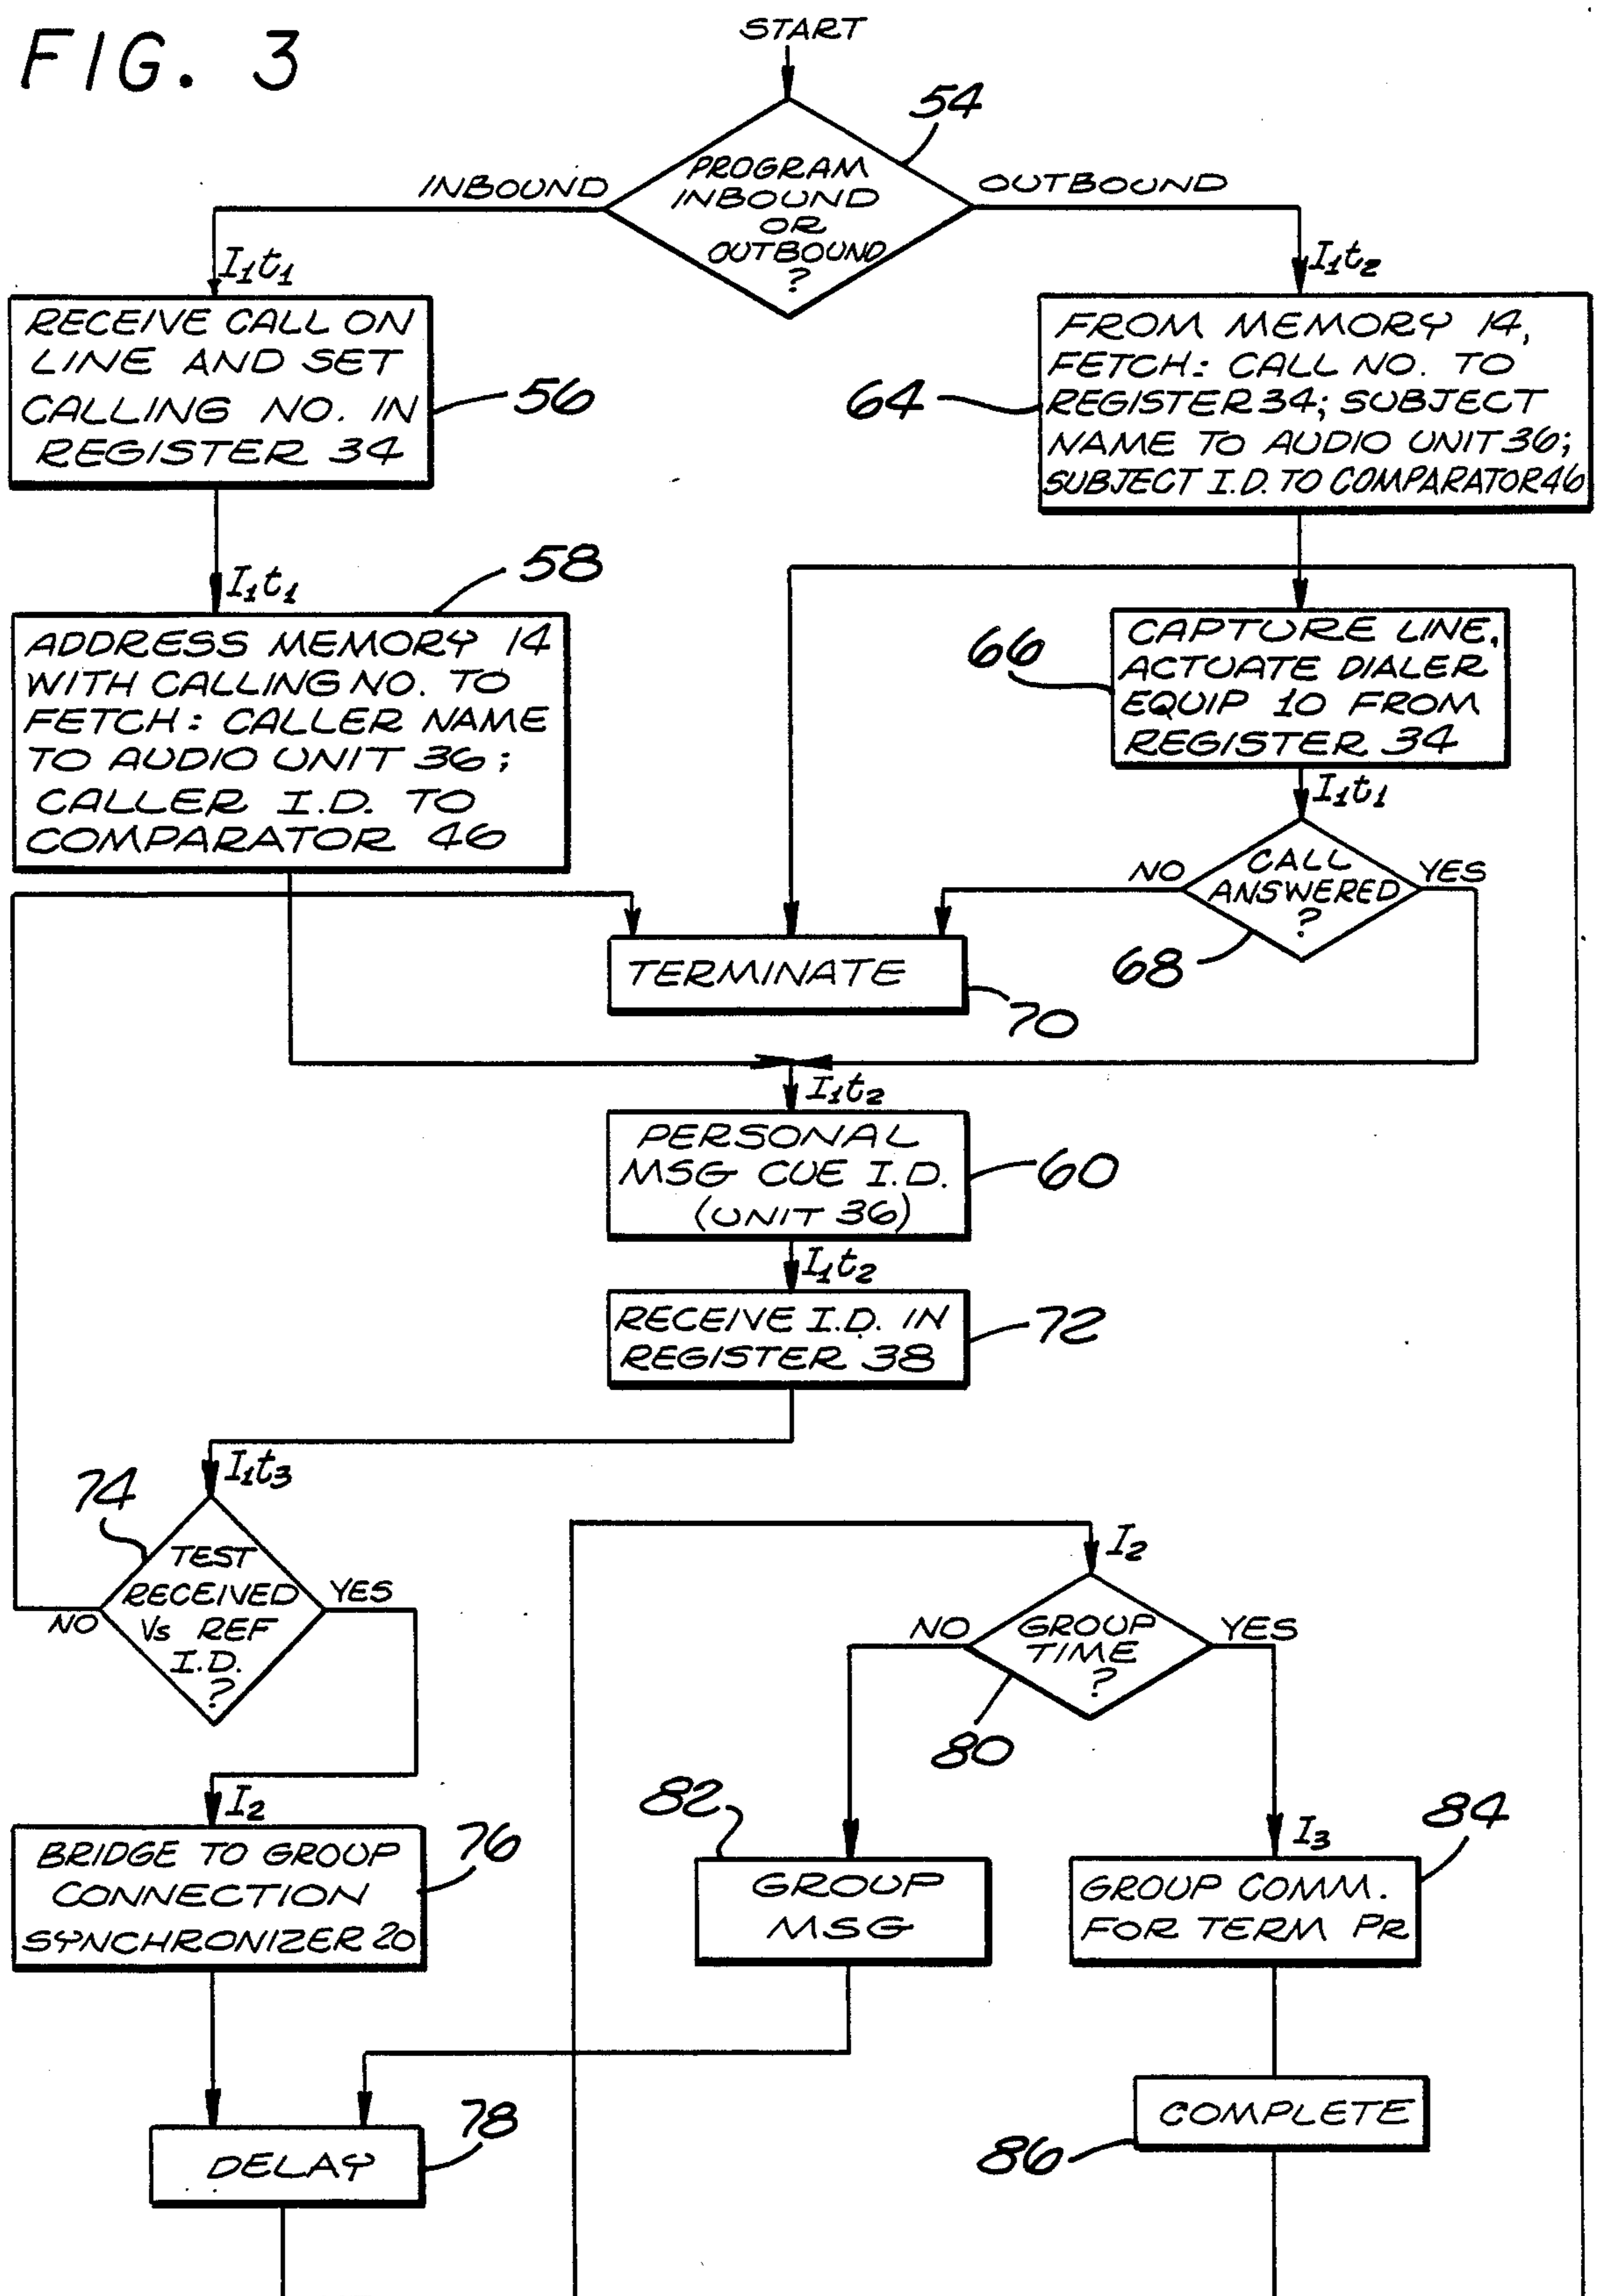 FIG. 3
START
54
PROGRAM
INBOUND
OR
OUTBOUND
?
INBOUND
OUTBOUND
I₁t₁
I₁t₂
RECEIVE CALL ON
LINE AND SET
CALLING NO. IN
REGISTER 34
56
64
FROM MEMORY 14,
FETCH: CALL NO. TO
REGISTER 34; SUBJECT
NAME TO AUDIO UNIT 36;
SUBJECT I.D. TO COMPARATOR 46
I₁t₁
58
ADDRESS MEMORY 14
WITH CALLING NO. TO
FETCH: CALLER NAME
TO AUDIO UNIT 36;
CALLER I.D. TO
COMPARATOR 46
66
CAPTURE LINE,
ACTUATE DIALER
EQUIP 10 FROM
REGISTER 34
I₁t₁
NO
CALL
ANSWERED
?
YES
68
TERMINATE
70
I₁t₂
PERSONAL
MSG CUE I.D.
(UNIT 36)
60
I₁t₂
RECEIVE I.D. IN
REGISTER 38
72
I₁t₃
74
TEST
RECEIVED
Vs REF
I.D.
?
NO
YES
I₂
GROUP
TIME
?
NO
YES
80
I₂
BRIDGE TO GROUP
CONNECTION
SYNCHRONIZER 20
76
82
GROUP
MSG
I₃
84
GROUP COMM.
FOR TERM PR
DELAY
78
COMPLETE
86